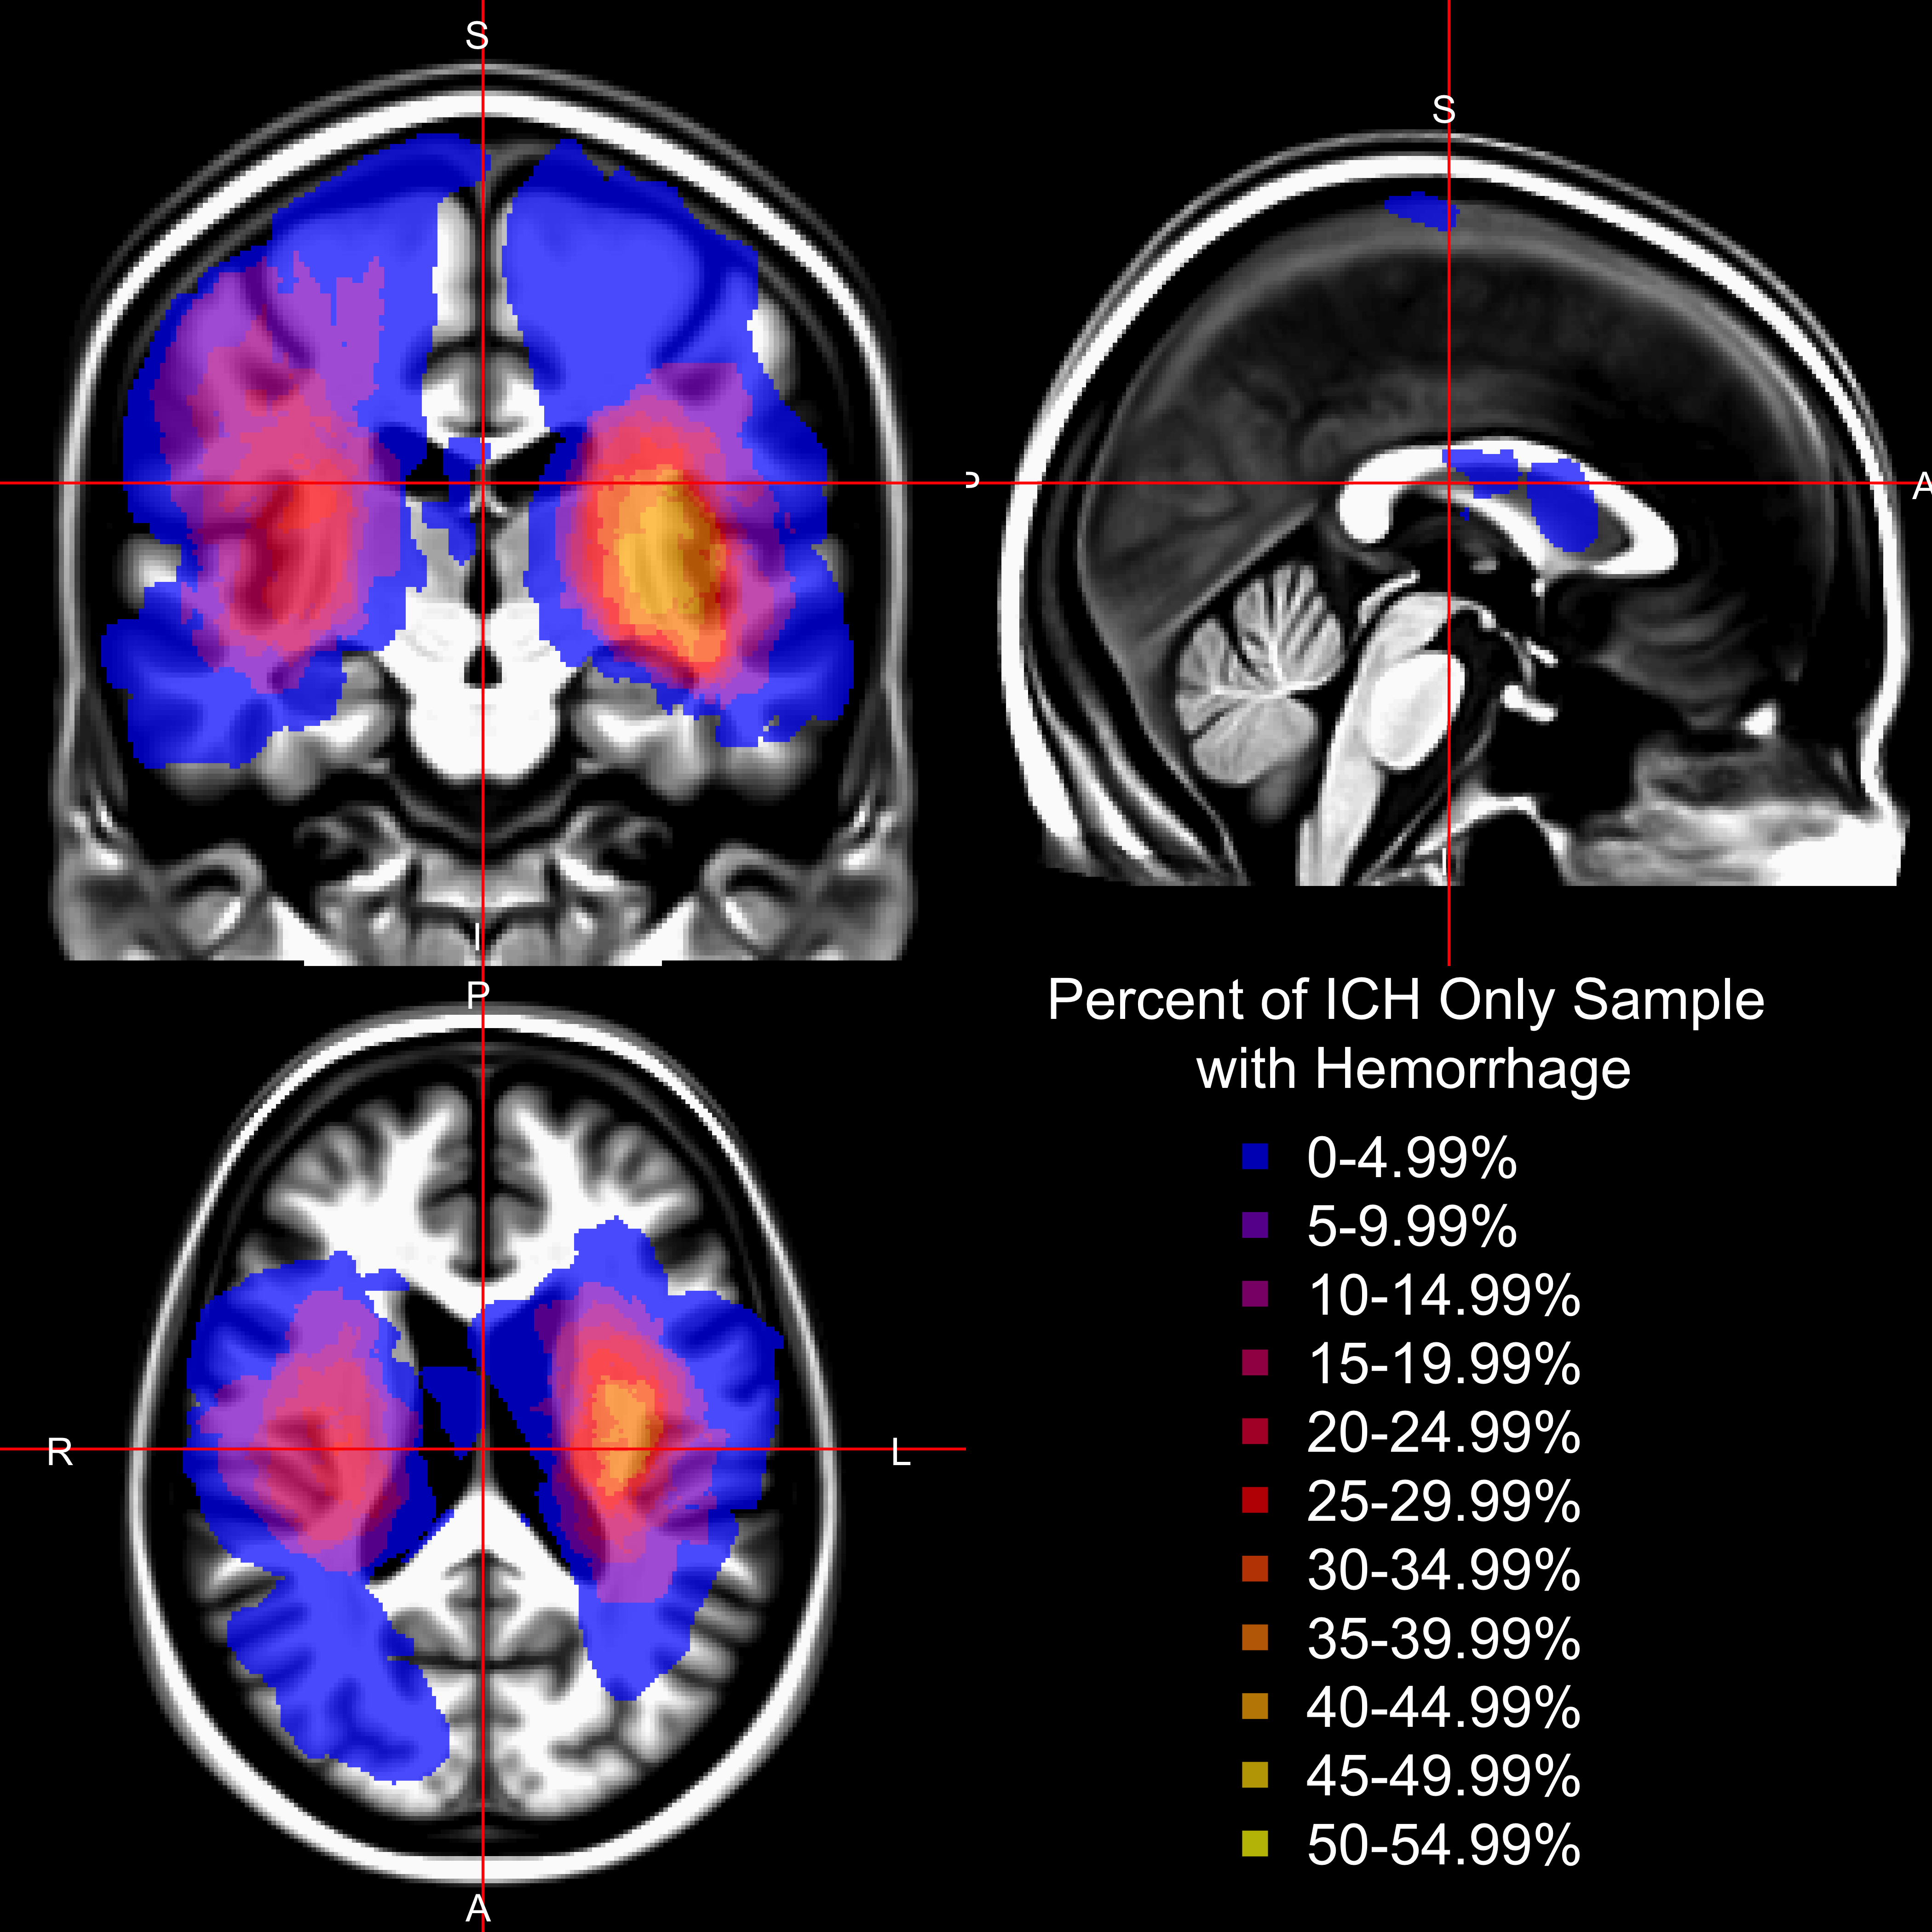 S
S
P
A
I
I
P
R
L
A
Percent of ICH Only Sample
with Hemorrhage
0-4.99%
5-9.99%
10-14.99%
15-19.99%
20-24.99%
25-29.99%
30-34.99%
35-39.99%
40-44.99%
45-49.99%
50-54.99%